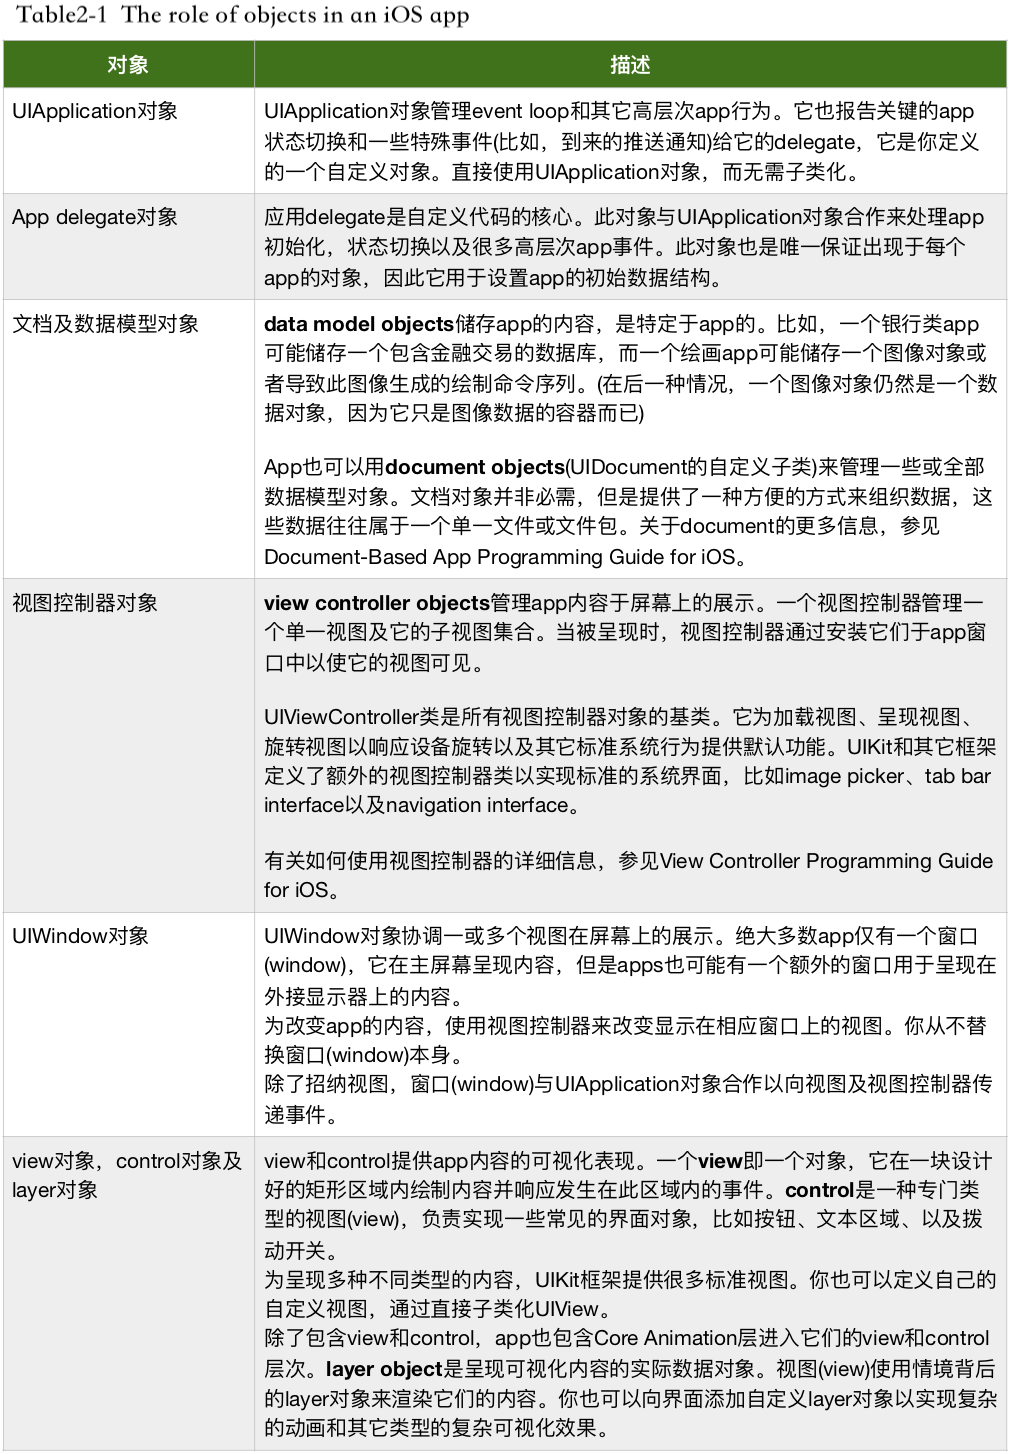 Table2-1 The role of objects in an iOS app
对象
描述
UIApplication对象
UIApplication对象管理event loop和其它高层次app行为。它也报告关键的app
状态切换和一些特殊事件(比如，到来的推送通知)给它的delegate，它是你定义
的一个自定义对象。直接使用UIApplication对象，而无需子类化。
App delegate对象
应用delegate是自定义代码的核心。此对象与UIApplication对象合作来处理app
初始化，状态切换以及很多高层次app事件。此对象也是唯一保证出现于每个
app的对象，因此它用于设置app的初始数据结构。
文档及数据模型对象
data model objects储存app的内容，是特定于app的。比如，一个银行类app
可能储存一个包含金融交易的数据库，而一个绘画app可能储存一个图像对象或
者导致此图像生成的绘制命令序列。(在后一种情况，一个图像对象仍然是一个数
据对象，因为它只是图像数据的容器而已)
App也可以用document objects(UIDocument的自定义子类)来管理一些或全部
数据模型对象。文档对象并非必需，但是提供了一种方便的方式来组织数据，这
些数据往往属于一个单一文件或文件包。关于document的更多信息，参见
Document-Based App Programming Guide for iOS。
视图控制器对象
view controller objects管理app内容于屏幕上的展示。一个视图控制器管理一
个单一视图及它的子视图集合。当被呈现时，视图控制器通过安装它们于app窗
口中以使它的视图可见。
UIViewController类是所有视图控制器对象的基类。它为加载视图、呈现视图、
旋转视图以响应设备旋转以及其它标准系统行为提供默认功能。UIKit和其它框架
定义了额外的视图控制器类以实现标准的系统界面，比如image picker、tab bar
interface以及navigation interface。
有关如何使用视图控制器的详细信息，参见View Controller Programming Guide
for iOS。
UIWindow对象
UIWindow对象协调一或多个视图在屏幕上的展示。绝大多数app仅有一个窗口
(window)，它在主屏幕呈现内容，但是apps也可能有一个额外的窗口用于呈现在
外接显示器上的内容。
为改变app的内容，使用视图控制器来改变显示在相应窗口上的视图。你从不替
换窗口(window)本身。
除了招纳视图，窗口(window)与UIApplication对象合作以向视图及视图控制器传
递事件。
view对象，control对象及
layer对象
view和control提供app内容的可视化表现。一个view即一个对象，它在一块设计
好的矩形区域内绘制内容并响应发生在此区域内的事件。control是一种专门类
型的视图(view)，负责实现一些常见的界面对象，比如按钮、文本区域、以及拨
动开关。
为呈现多种不同类型的内容，UIKit框架提供很多标准视图。你也可以定义自己的
自定义视图，通过直接子类化UIView。
除了包含view和control，app也包含Core Animation层进入它们的view和control
层次。layer object是呈现可视化内容的实际数据对象。视图(view)使用情境背后
的layer对象来渲染它们的内容。你也可以向界面添加自定义layer对象以实现复杂
的动画和其它类型的复杂可视化效果。